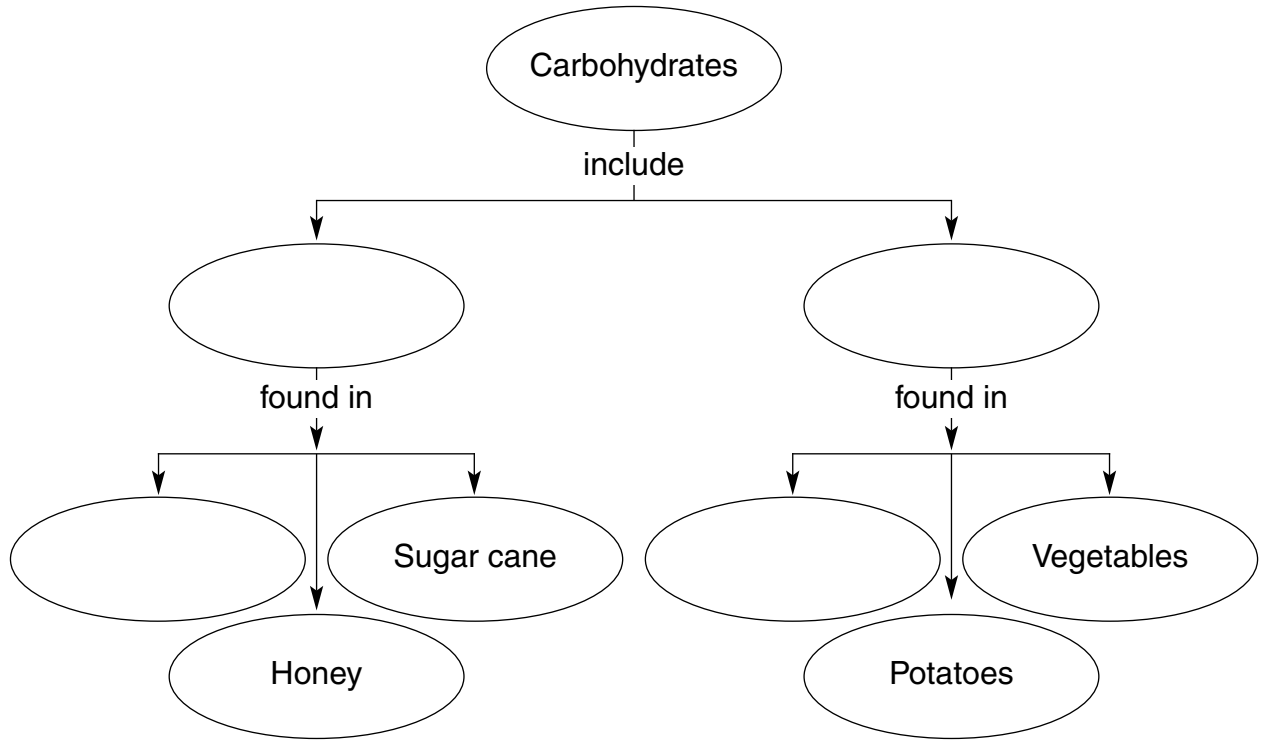 Carbohydrates
include
found in
found in
Sugar cane
Vegetables
Honey
Potatoes